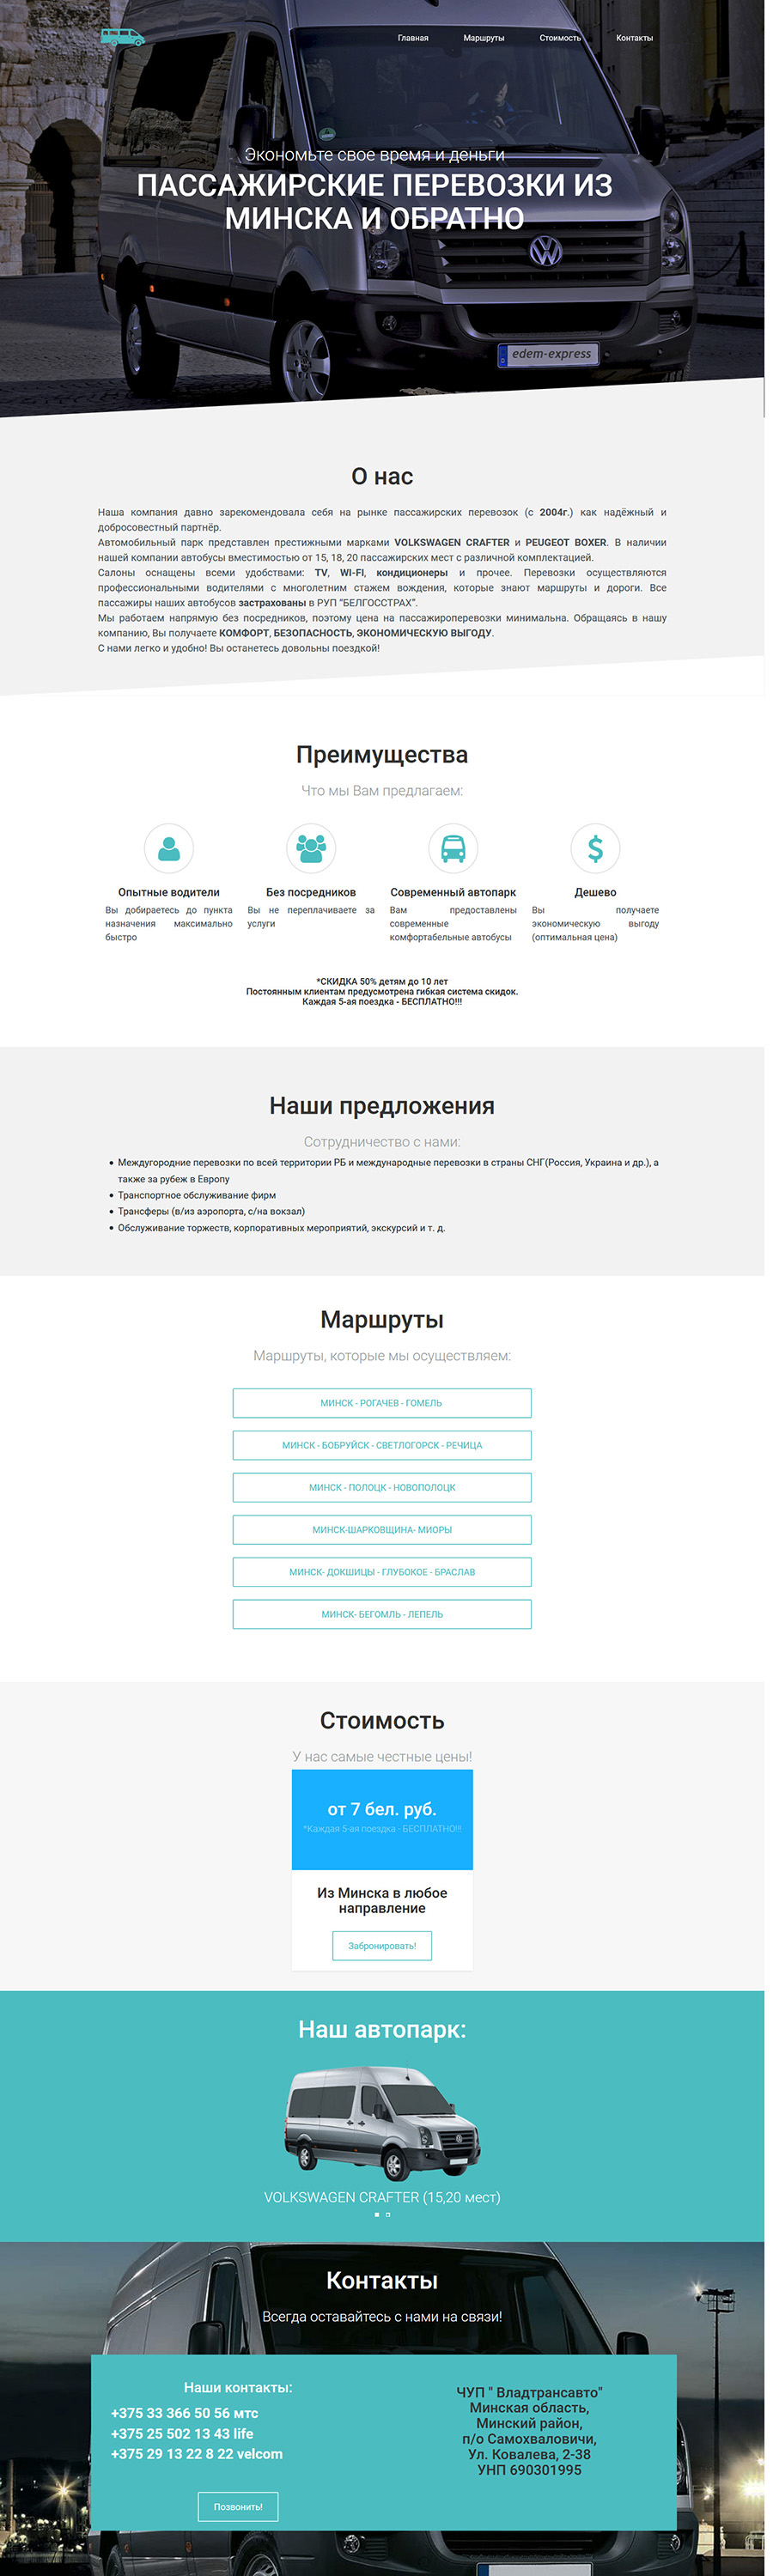 Главная Маршруты Стоимость Контакты
Экономьте свое время и деньги
ПАССАЖИРСКИЕ ПЕРЕВОЗКИ ИЗ
МИНСКА И ОБРАТНО
edem-express
О нас
Наша компания давно зарекомендовала себя на рынке пассажирских перевозок (с 2004г.) как надёжный и
добросовестный партнёр.
Автомобильный парк представлен престижными марками VOLKSWAGEN CRAFTER и PEUGEOT BOXER. В наличии
нашей компании автобусы вместимостью от 15, 18, 20 пассажирских мест с различной комплектацией.
Салоны оснащены всеми удобствами: TV, WI-FI, кондиционеры и прочее. Перевозки осуществляются
профессиональными водителями с многолетним стажем вождения, которые знают маршруты и дороги. Все
пассажиры наших автобусов застрахованы в РУП “БЕЛГОССТРАХ”.
Мы работаем напрямую без посредников, поэтому цена на пассажироперевозки минимальна. Обращаясь в нашу
компанию, Вы получаете КОМФОРТ, БЕЗОПАСНОСТЬ, ЭКОНОМИЧЕСКУЮ ВЫГОДУ.
С нами легко и удобно! Вы останетесь довольны поездкой!
Преимущества
Что мы Вам предлагаем:
Опытные водители
Вы добираетесь до пункта
назначения максимально
быстро
Без посредников
Вы не переплачиваете за
услуги
Современный автопарк
Вам предоставлены
современные
комфортабельные автобусы
Дешево
Вы получаете
экономическую выгоду
(оптимальная цена)
*СКИДКА 50% детям до 10 лет
Постоянным клиентам предусмотрена гибкая система скидок.
Каждая 5-ая поездка - БЕСПЛАТНО!!!
Наши предложения
Сотрудничество с нами:
Междугородние перевозки по всей территории РБ и международные перевозки в страны СНГ(Россия, Украина и др.), а
также за рубеж в Европу
Транспортное обслуживание фирм
Трансферы (в/из аэропорта, с/на вокзал)
Обслуживание торжеств, корпоративных мероприятий, экскурсий и т. д.
Маршруты
Маршруты, которые мы осуществляем:
МИНСК - РОГАЧЕВ - ГОМЕЛЬ
МИНСК - БОБРУЙСК - СВЕТЛОГОРСК - РЕЧИЦА
МИНСК - ПОЛОЦК - НОВОПОЛОЦК
МИНСК-ШАРКОВЩИНА- МИОРЫ
МИНСК- ДОКШИЦЫ - ГЛУБОКОЕ - БРАСЛАВ
МИНСК- БЕГОМЛЬ - ЛЕПЕЛЬ
Стоимость
У нас самые честные цены!
от 7 бел. руб.
*Каждая 5-ая поездка - БЕСПЛАТНО!!!
Из Минска в любое
направление
Забронировать!
Наш автопарк:
VOLKSWAGEN CRAFTER (15,20 мест)
Контакты
Всегда оставайтесь с нами на связи!
Наши контакты:
+375 33 366 50 56 мтс
+375 25 502 13 43 life
+375 29 13 22 8 22 velcom
Позвонить!
ЧУП " Владтрансавто"
Минская область,
Минский район,
п/о Самохваловичи,
Ул. Ковалева, 2-38
УНП 690301995